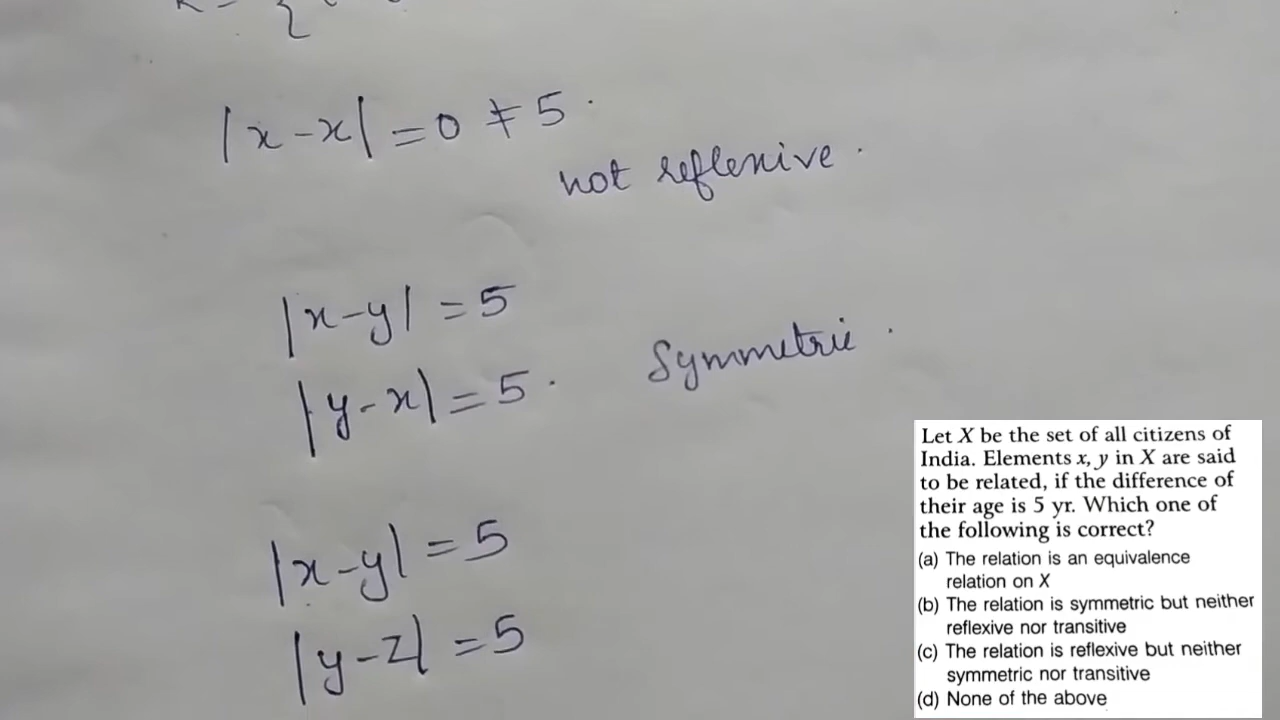 |x-x| = 0 ≠ 5.
not reflexive.
|x-y| = 5
|y-x| = 5.
Symmetric.
|x-y| = 5
|y-z| = 5
Let X be the set of all citizens of
India. Elements x, y in X are said
to be related, if the difference of
their age is 5 yr. Which one of
the following is correct?
(a) The relation is an equivalence
relation on X
(b) The relation is symmetric but neither
reflexive nor transitive
(c) The relation is reflexive but neither
symmetric nor transitive
(d) None of the above